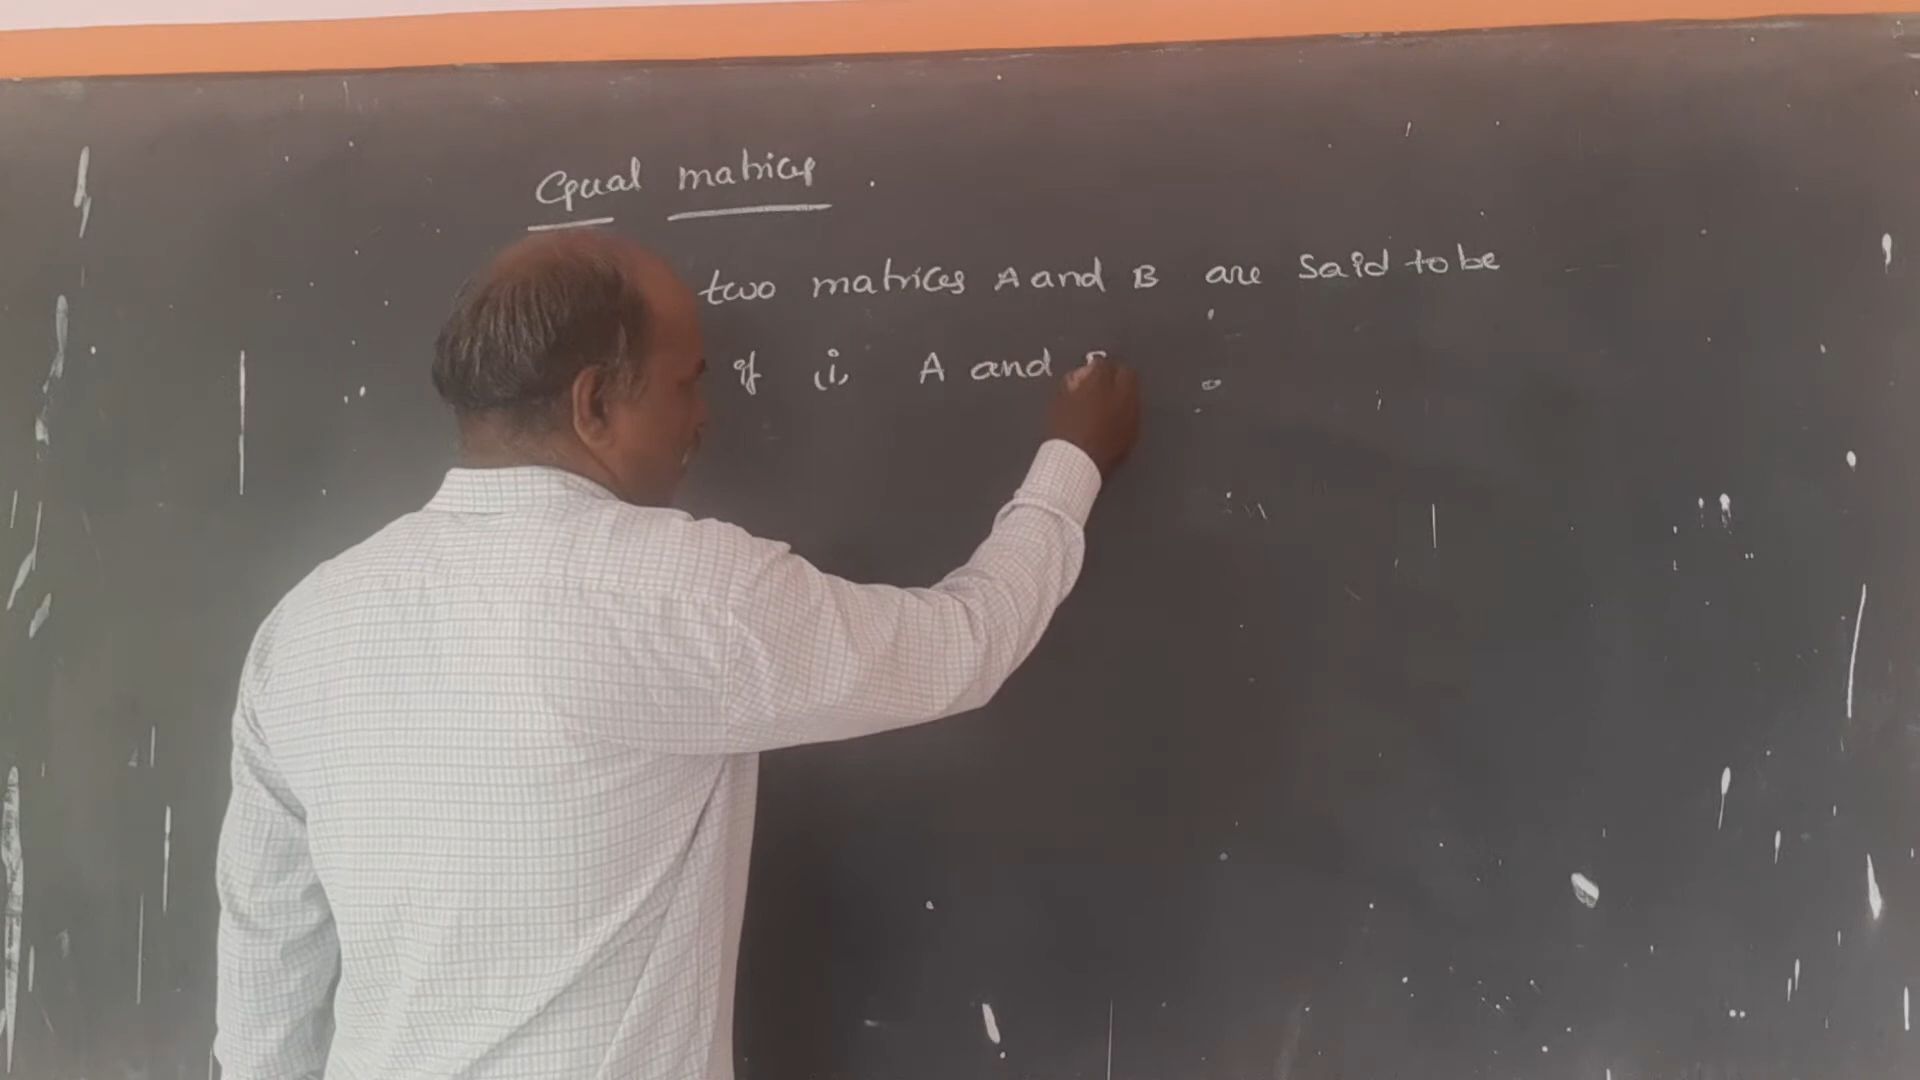 Equal matrices .
two matrices A and B are said to be
if (i) A and